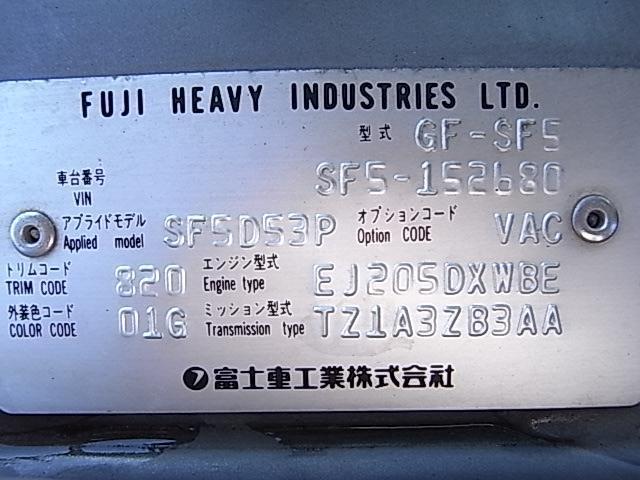 FUJI HEAVY INDUSTRIES LTD.
型式 GF-SF5
車台番号 VIN SF5-152680
アプライドモデル Applied model SF5D53P オプションコード Option CODE VAC
トリムコード TRIM CODE 820 エンジン型式 Engine type EJ205DXWBE
外装色コード COLOR CODE 01G ミッション型式 Transmission type TZ1A3ZB3AA
7 富士重工業株式会社